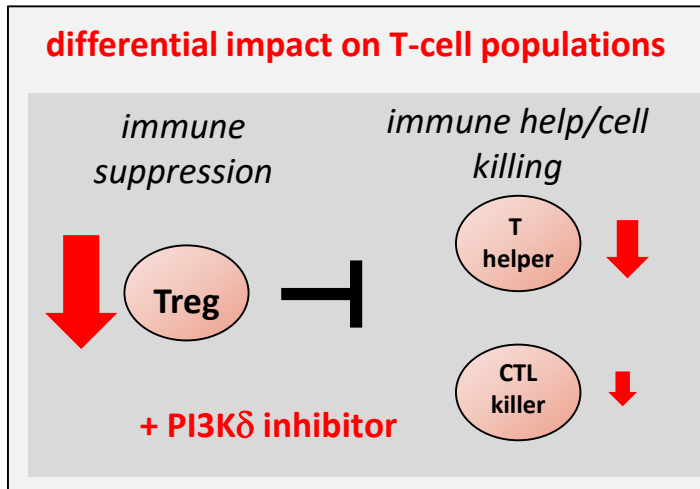 differential impact on T-cell populations
immune
suppression
immune help/cell
killing
Treg
T
helper
CTL
killer
+ PI3Kδ inhibitor